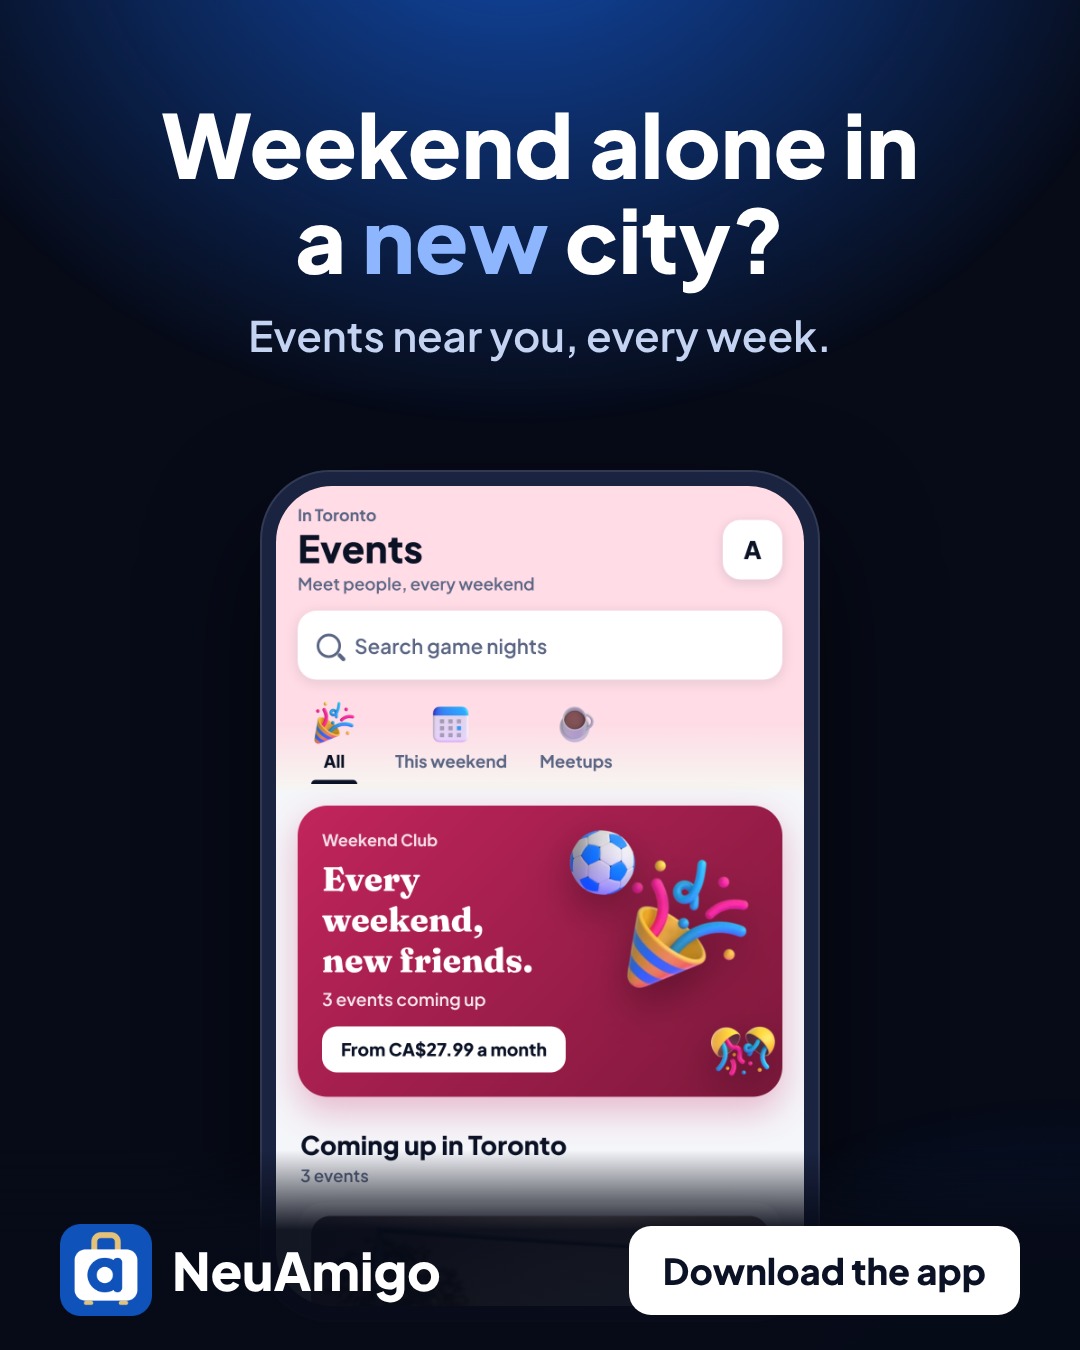 Weekend alone in
a new city?
Events near you, every week.
In Toronto
Events
Meet people, every weekend
A
Search game nights
All
This weekend
Meetups
Weekend Club
Every
weekend,
new friends.
3 events coming up
From CA$27.99 a month
Coming up in Toronto
3 events
a
NeuAmigo
Download the app